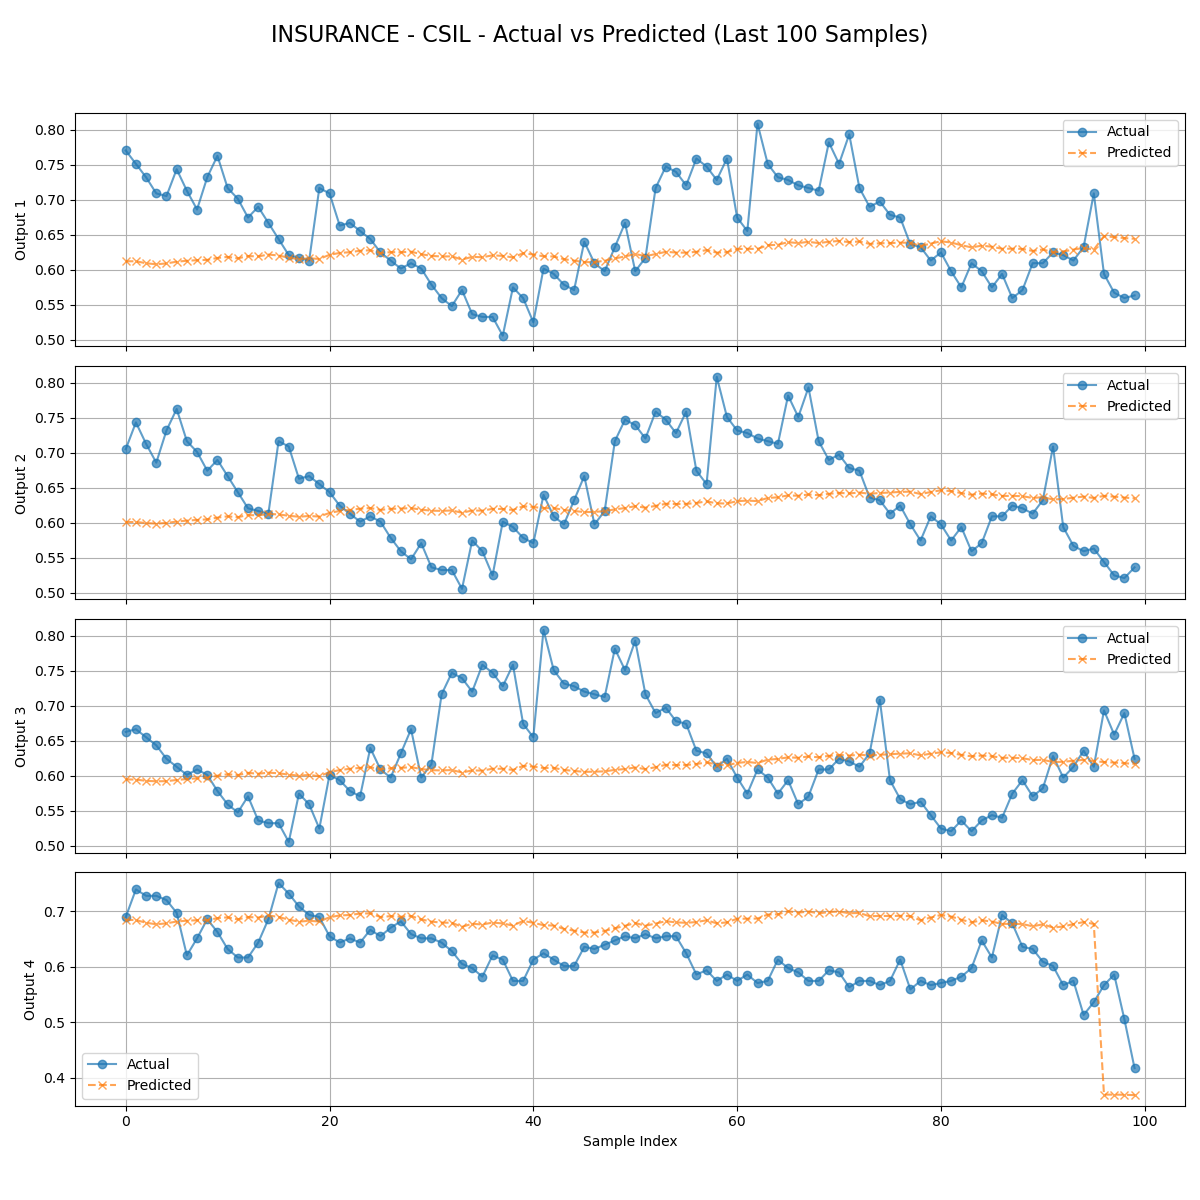 INSURANCE - CSIL - Actual vs Predicted (Last 100 Samples)
0.80
0.75
0.70
0.65
0.60
0.55
0.50
Output 1
Actual
Predicted
0.80
0.75
0.70
0.65
0.60
0.55
0.50
Output 2
Actual
Predicted
0.80
0.75
0.70
0.65
0.60
0.55
0.50
Output 3
Actual
Predicted
0.7
0.6
0.5
0.4
Output 4
Actual
Predicted
0 20 40 60 80 100
Sample Index